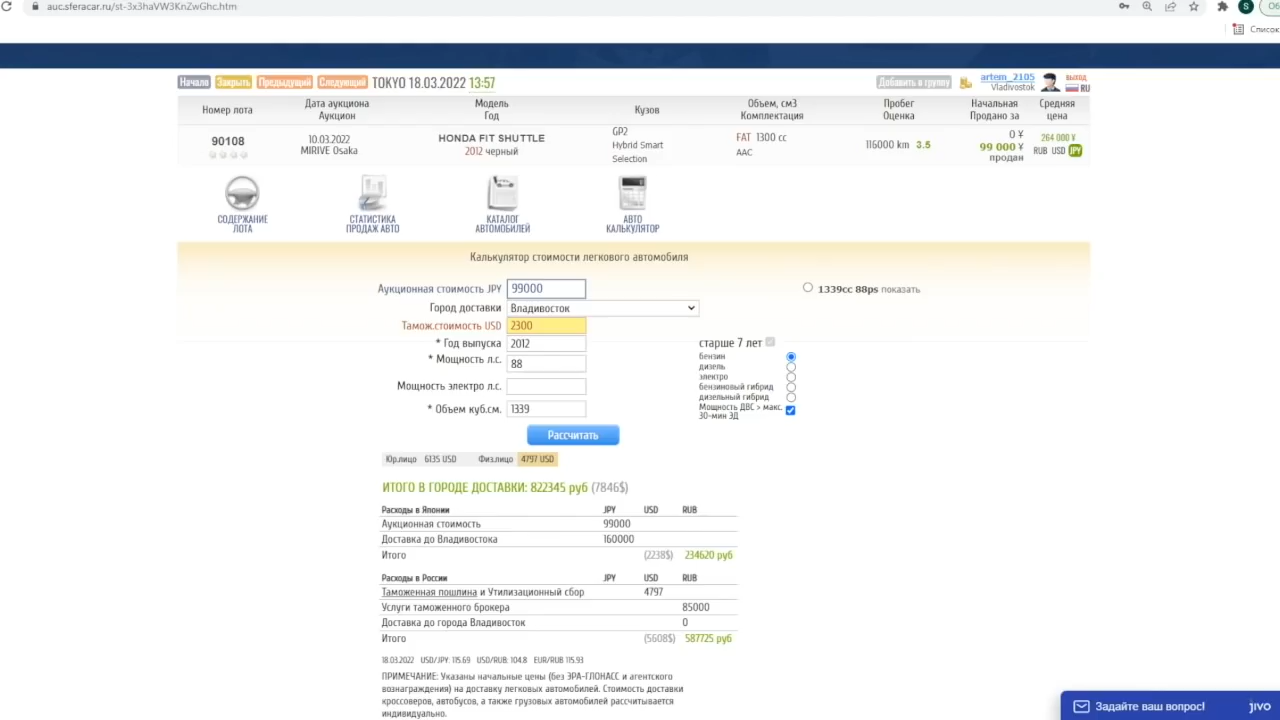 auc.sferacar.ru/st-3x3haVW3KnZwGhc.htm
S
Об
Список
Начало Закрыть Предыдущий Следующий TOKYO 18.03.2022 13:57
Добавить в группу
artem_2105
Vladivostok
выход
RU
Номер лота
Дата аукциона
Аукцион
Модель
Год
Кузов
Объем, см3
Комплектация
Пробег
Оценка
Начальная
Продано за
Средняя
цена
90108
10.03.2022
MIRIVE Osaka
HONDA FIT SHUTTLE
2012 черный
GP2
Hybrid Smart
Selection
FAT 1300 cc
AAC
116000 km 3.5
0 ¥
99 000 ¥
продан
264 000 ¥
RUB USD JPY
СОДЕРЖАНИЕ
ЛОТА
СТАТИСТИКА
ПРОДАЖ АВТО
КАТАЛОГ
АВТОМОБИЛЕЙ
АВТО
КАЛЬКУЛЯТОР
Калькулятор стоимости легкового автомобиля
Аукционная стоимость JPY 99000
1339cc 88ps показать
Город доставки Владивосток
Тамож.стоимость USD 2300
* Год выпуска 2012
* Мощность л.с. 88
Мощность электро л.с.
* Объем куб.см. 1339
старше 7 лет
бензин
дизель
электро
бензиновый гибрид
дизельный гибрид
Мощность ДВС > макс.
30-мин ЭД
Рассчитать
Юр.лицо 6135 USD Физ.лицо 4797 USD
ИТОГО В ГОРОДЕ ДОСТАВКИ: 822345 руб (7846$)
Расходы в Японии JPY USD RUB
Аукционная стоимость 99000
Доставка до Владивостока 160000
Итого (2238$) 234620 руб
Расходы в России JPY USD RUB
Таможенная пошлина и Утилизационный сбор 4797
Услуги таможенного брокера 85000
Доставка до города Владивосток 0
Итого (5608$) 587725 руб
18.03.2022 USD/JPY: 115.69 USD/RUB: 104.8 EUR/RUB 115.93
ПРИМЕЧАНИЕ: Указаны начальные цены (без ЭРА-ГЛОНАСС и агентского
вознаграждения) на доставку легковых автомобилей. Стоимость доставки
кроссоверов, автобусов, а также грузовых автомобилей рассчитывается
индивидуально.
Задайте ваш вопрос!
jivo